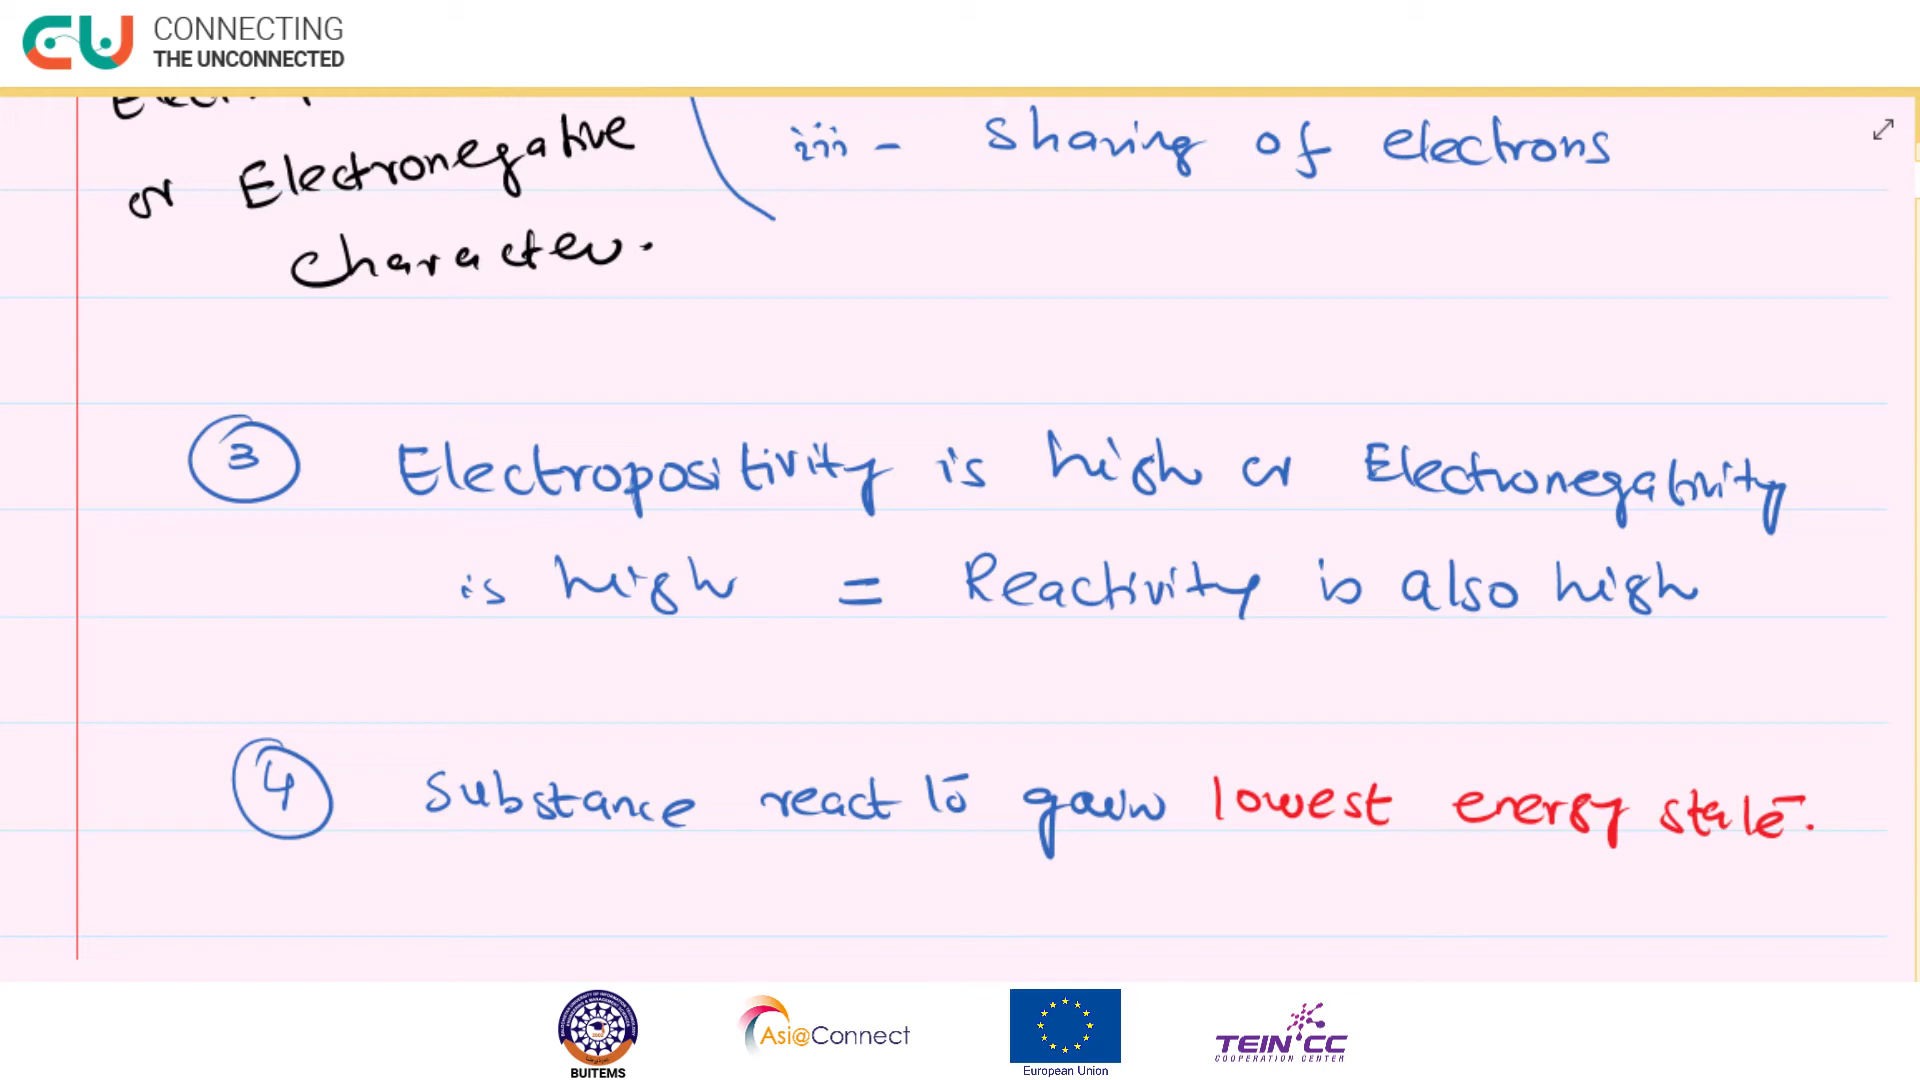 CONNECTING
THE UNCONNECTED
iii - Sharing of electrons
or Electronegative
character.
3 Electropositivity is high or Electronegativity
is high = Reactivity is also high
4 Substance react to gain lowest energy state.
BUITEMS
Asi@Connect
European Union
TEIN*CC
COOPERATION CENTER